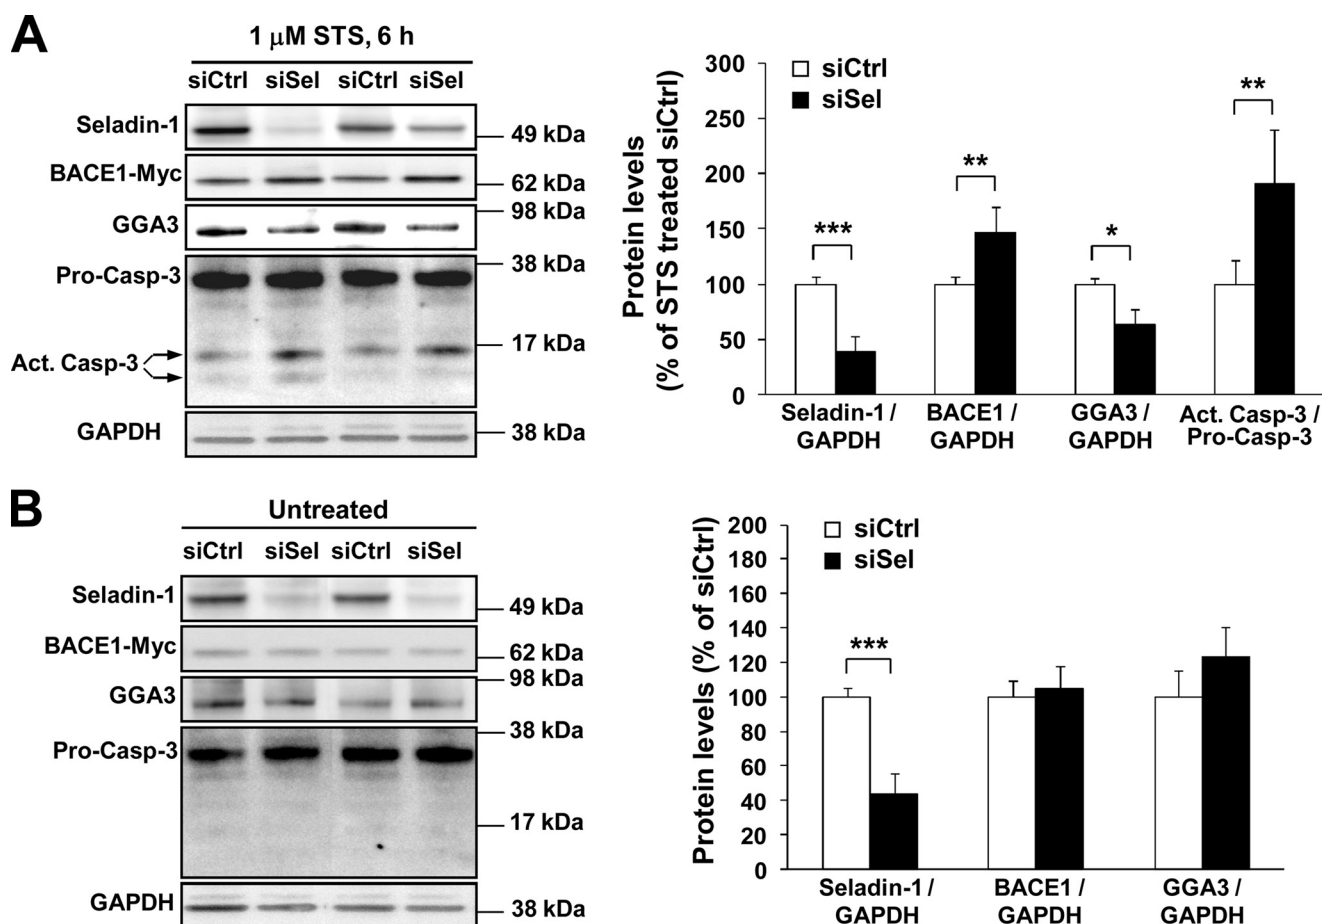 A
1 μM STS, 6 h
siCtrl siSel siCtrl siSel
Seladin-1
49 kDa
BACE1-Myc
62 kDa
98 kDa
GGA3
38 kDa
Pro-Casp-3
17 kDa
Act. Casp-3
GAPDH
38 kDa
Protein levels
(% of STS treated siCtrl)
300
250
200
150
100
50
0
siCtrl
siSel
***
**
*
**
Seladin-1 /
GAPDH
BACE1 /
GAPDH
GGA3 /
GAPDH
Act. Casp-3 /
Pro-Casp-3
B
Untreated
siCtrl siSel siCtrl siSel
Seladin-1
49 kDa
BACE1-Myc
62 kDa
98 kDa
GGA3
38 kDa
Pro-Casp-3
17 kDa
GAPDH
38 kDa
Protein levels (% of siCtrl)
200
180
160
140
120
100
80
60
40
20
0
siCtrl
siSel
***
Seladin-1 /
GAPDH
BACE1 /
GAPDH
GGA3 /
GAPDH